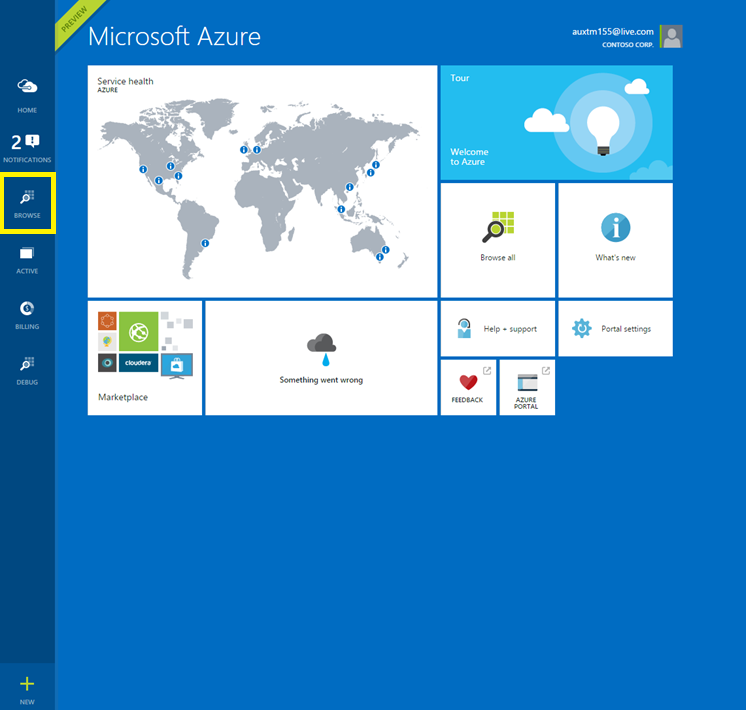 PREVIEW
Microsoft Azure
auxtm155@live.com
CONTOSO CORP.
HOME
2
NOTIFICATIONS
BROWSE
ACTIVE
BILLING
DEBUG
NEW
Service health
AZURE
Tour
Welcome
to Azure
Browse all
What's new
cloudera
Marketplace
Something went wrong
Help + support
Portal settings
FEEDBACK
AZURE
PORTAL